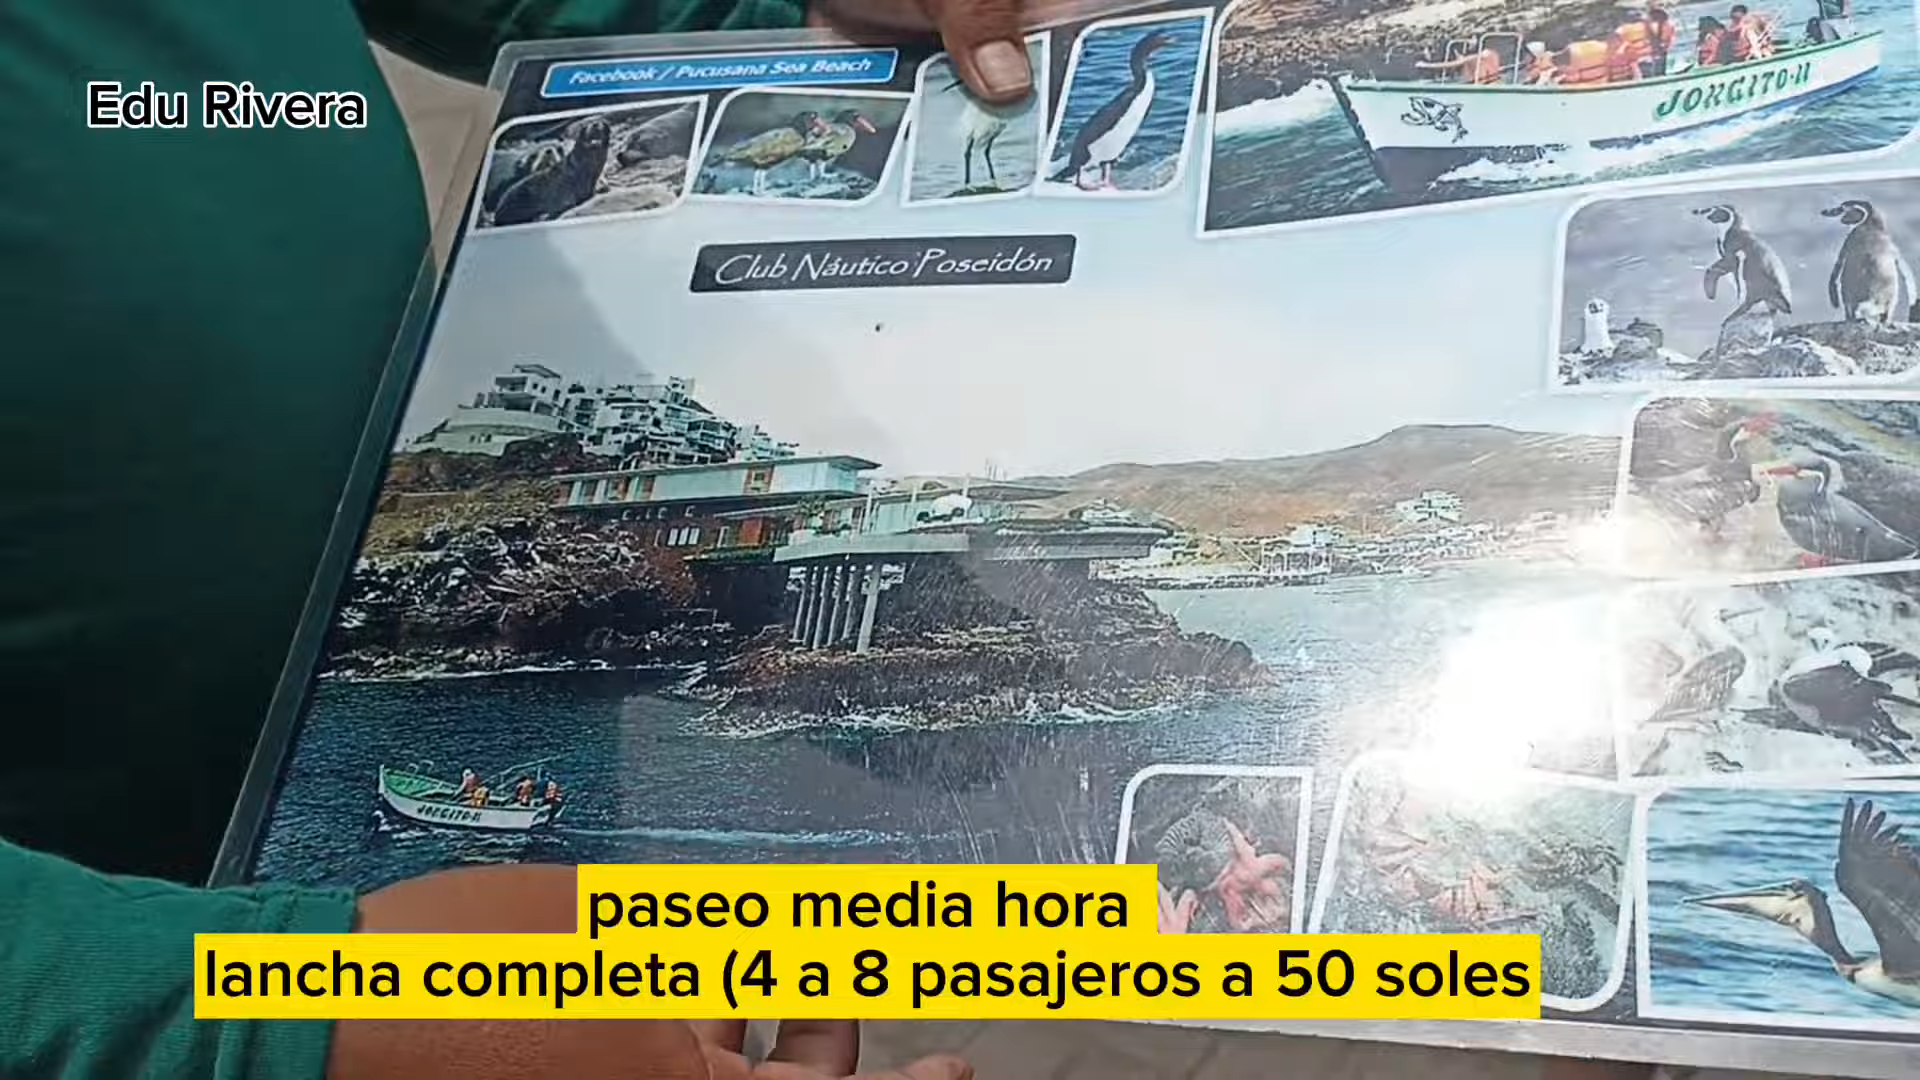 Edu Rivera
Facebook / Pucusana Sea Beach
JORGITO-II
Club Náutico Poseidón
JORGITO-II
paseo media hora
lancha completa (4 a 8 pasajeros a 50 soles